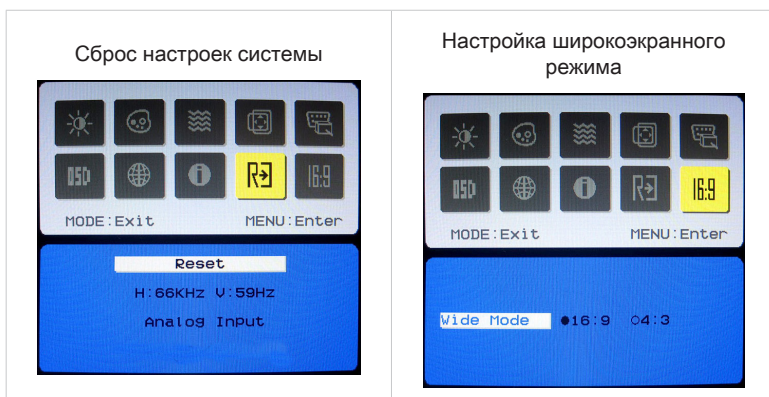 Сброс настроек системы
OSD
16:9
MODE:Exit MENU:Enter
Reset
H:66KHz V:59Hz
Analog Input
Настройка широкоэкранного
режима
OSD
16:9
MODE:Exit MENU:Enter
Wide Mode ●16:9 ○4:3